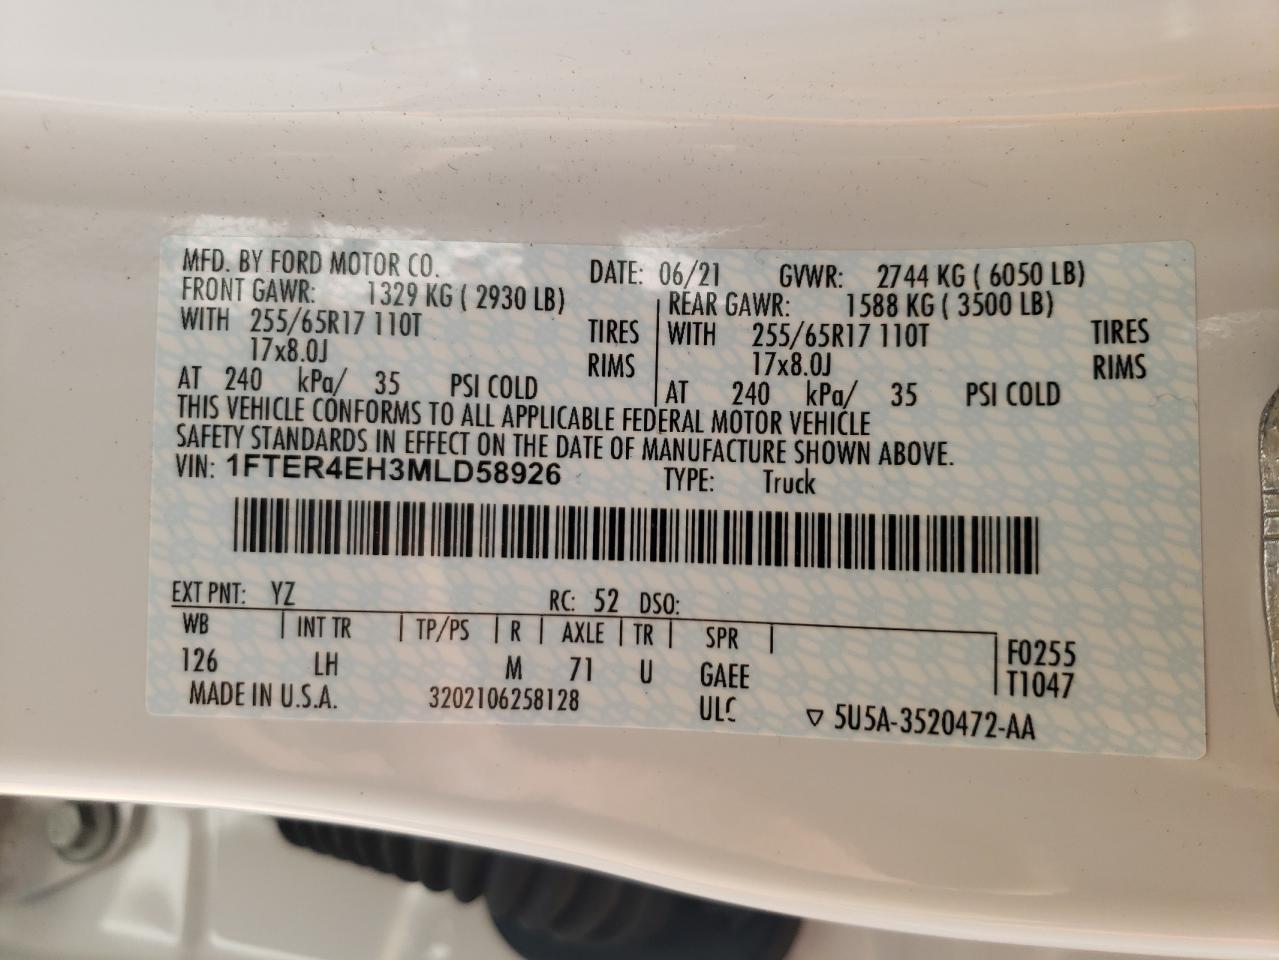 MFD. BY FORD MOTOR CO. DATE: 06/21 GVWR: 2744 KG ( 6050 LB)
FRONT GAWR: 1329 KG ( 2930 LB) REAR GAWR: 1588 KG ( 3500 LB)
WITH 255/65R17 110T TIRES WITH 255/65R17 110T TIRES
17x8.0J RIMS 17x8.0J RIMS
AT 240 kPa/ 35 PSI COLD AT 240 kPa/ 35 PSI COLD
THIS VEHICLE CONFORMS TO ALL APPLICABLE FEDERAL MOTOR VEHICLE
SAFETY STANDARDS IN EFFECT ON THE DATE OF MANUFACTURE SHOWN ABOVE.
VIN: 1FTER4EH3MLD58926 TYPE: Truck
EXT PNT: YZ RC: 52 DSO:
WB INT TR TP/PS R AXLE TR SPR F0255
126 LH M 71 U GAEE T1047
MADE IN U.S.A. 3202106258128 ULC ▽ 5U5A-3520472-AA